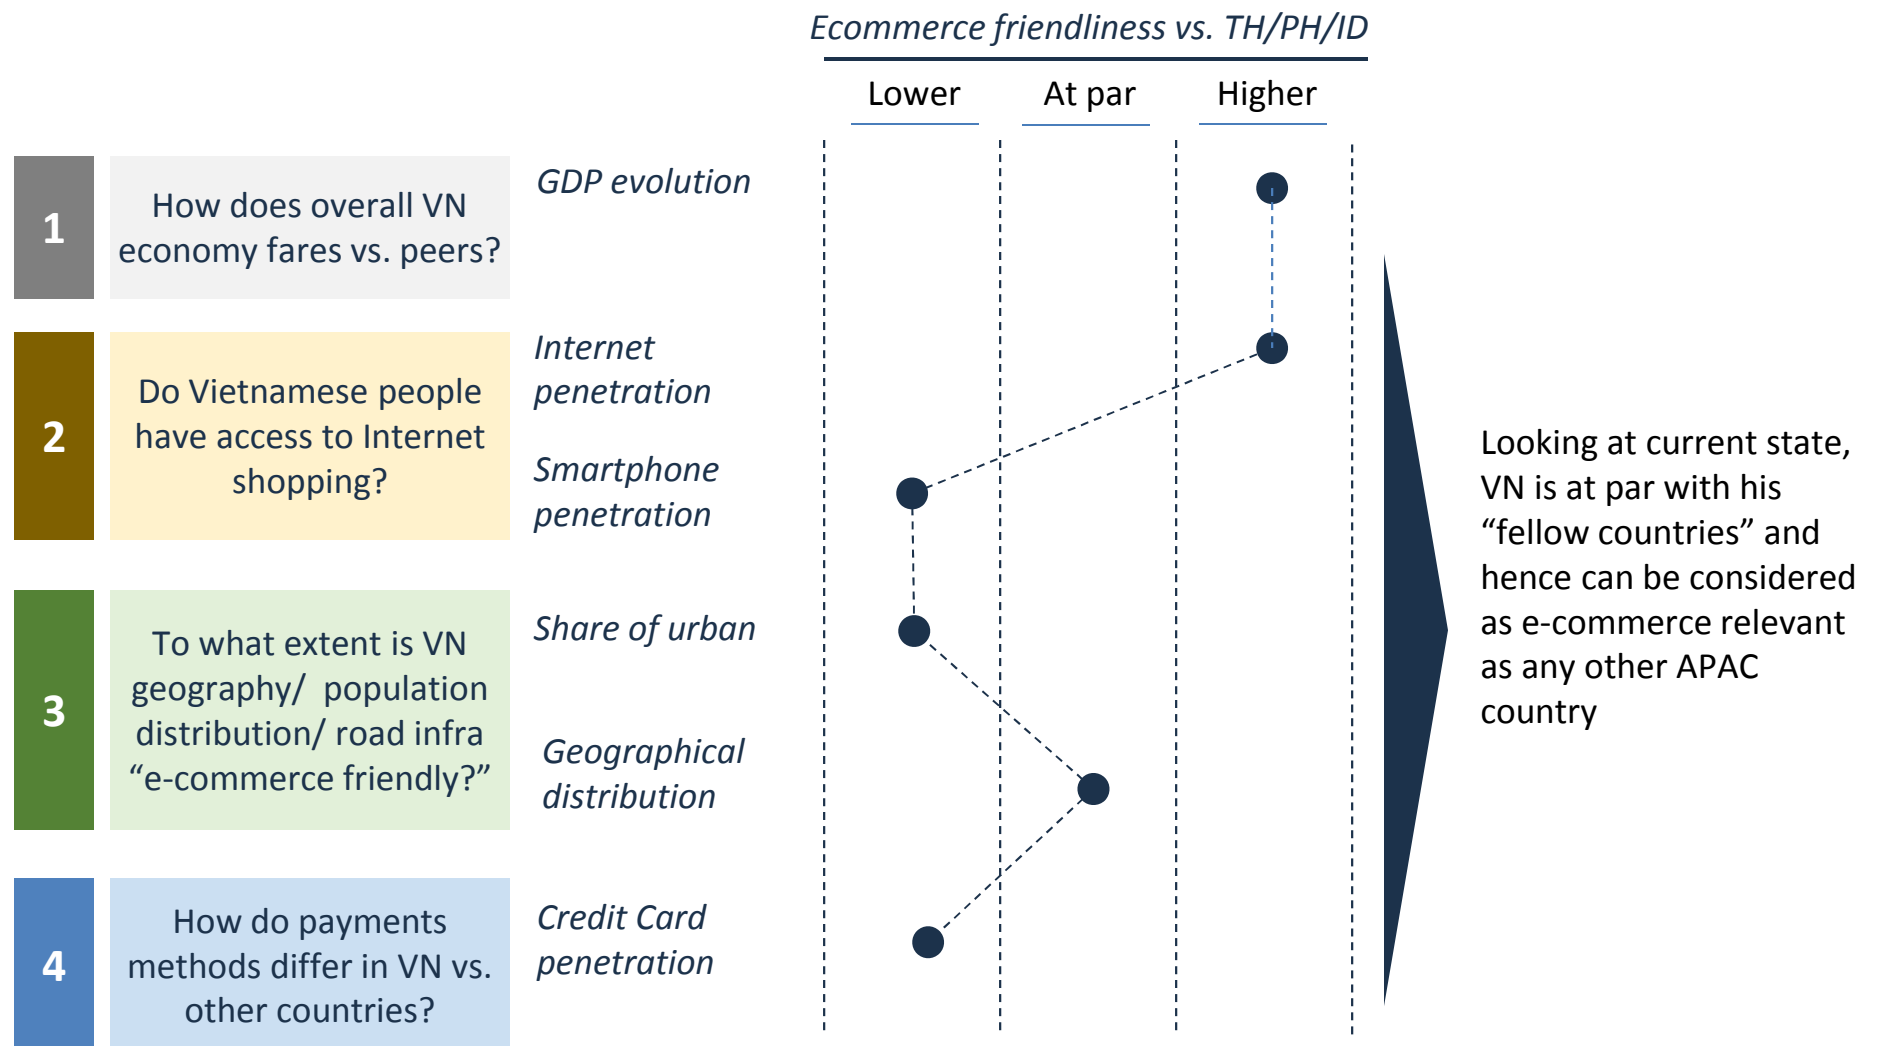 Ecommerce friendliness vs. TH/PH/ID
Lower
At par
Higher
1
How does overall VN
economy fares vs. peers?
GDP evolution
2
Do Vietnamese people
have access to Internet
shopping?
Internet
penetration
Smartphone
penetration
3
To what extent is VN
geography/ population
distribution/ road infra
“e-commerce friendly?”
Share of urban
Geographical
distribution
4
How do payments
methods differ in VN vs.
other countries?
Credit Card
penetration
Looking at current state,
VN is at par with his
“fellow countries” and
hence can be considered
as e-commerce relevant
as any other APAC
country